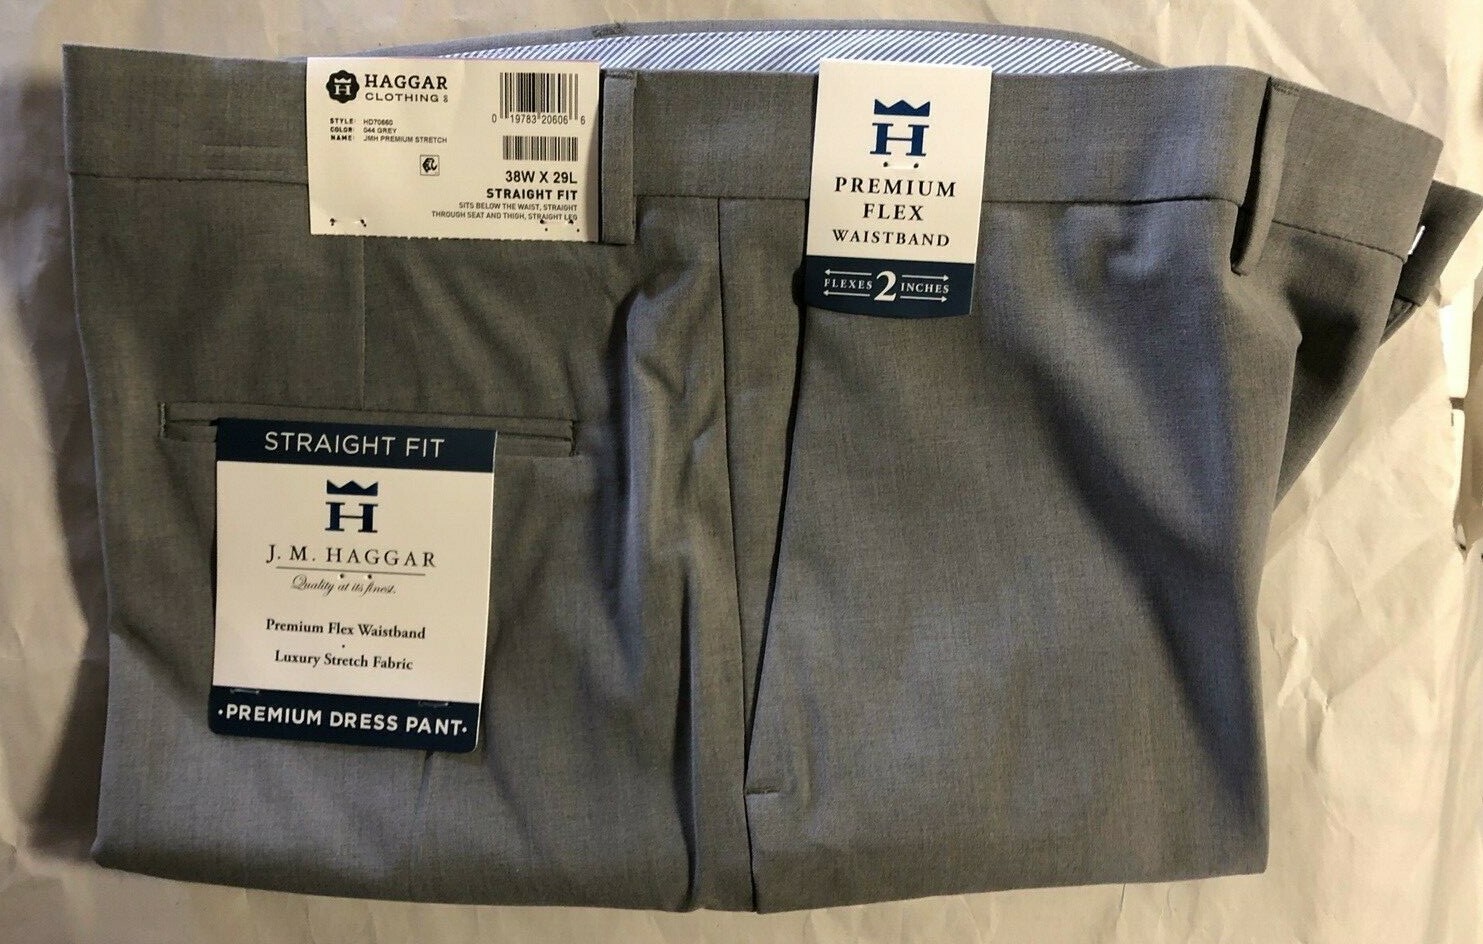 H
HAGGAR
CLOTHING CO
STYLE: HD70660
COLOR: 044 GREY
NAME: JMH PREMIUM STRETCH
0 19783 20606 6
38W X 29L
STRAIGHT FIT
SITS BELOW THE WAIST, STRAIGHT
THROUGH SEAT AND THIGH, STRAIGHT LEG
H
PREMIUM
FLEX
WAISTBAND
FLEXES 2 INCHES
STRAIGHT FIT
H
J. M. HAGGAR
Quality at its finest.
Premium Flex Waistband
Luxury Stretch Fabric
•PREMIUM DRESS PANT•